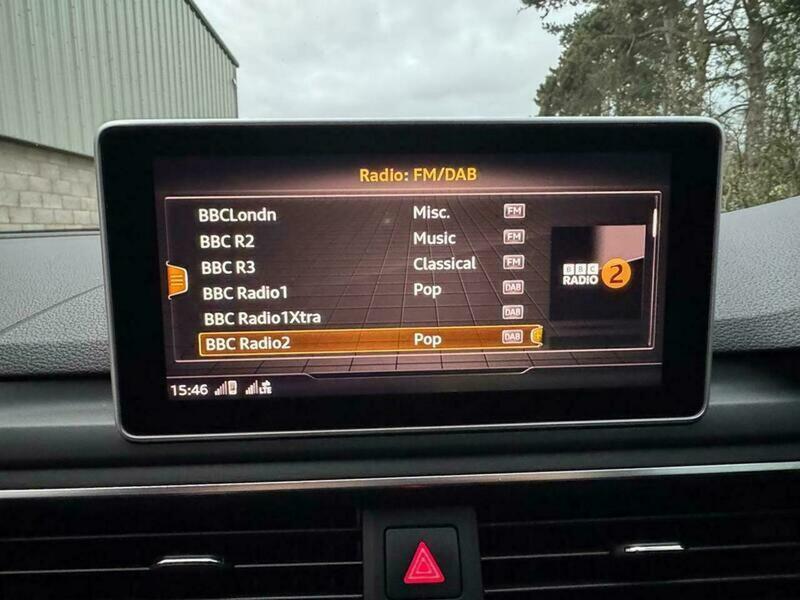 Radio: FM/DAB
BBCLondn Misc. FM
BBC R2 Music FM
BBC R3 Classical FM
BBC Radio1 Pop DAB
BBC Radio1Xtra DAB
BBC Radio2 Pop DAB
BBC
RADIO 2
15:46 LTE